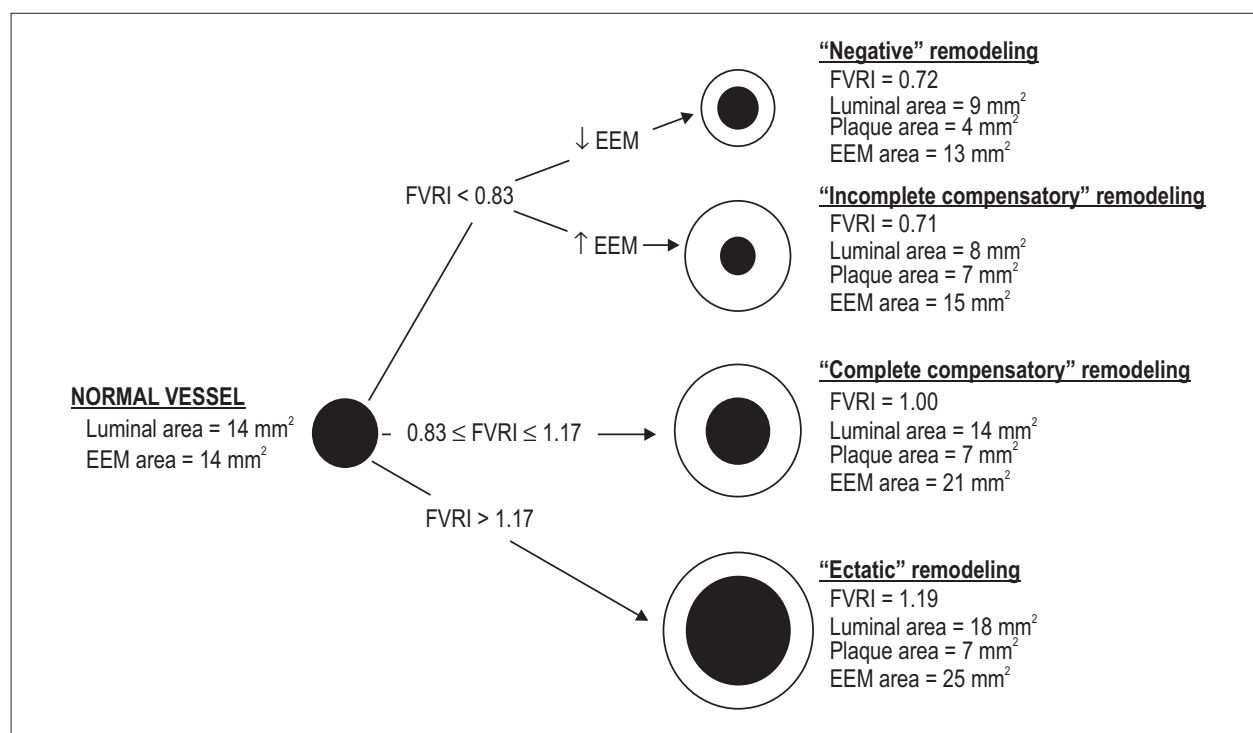 "Negative" remodeling
FVRI = 0.72
Luminal area = 9 mm²
Plaque area = 4 mm²
EEM area = 13 mm²
↓ EEM
FVRI < 0.83
"Incomplete compensatory" remodeling
FVRI = 0.71
Luminal area = 8 mm²
Plaque area = 7 mm²
EEM area = 15 mm²
↑ EEM
NORMAL VESSEL
Luminal area = 14 mm²
EEM area = 14 mm²
0.83 ≤ FVRI ≤ 1.17
"Complete compensatory" remodeling
FVRI = 1.00
Luminal area = 14 mm²
Plaque area = 7 mm²
EEM area = 21 mm²
FVRI > 1.17
"Ectatic" remodeling
FVRI = 1.19
Luminal area = 18 mm²
Plaque area = 7 mm²
EEM area = 25 mm²